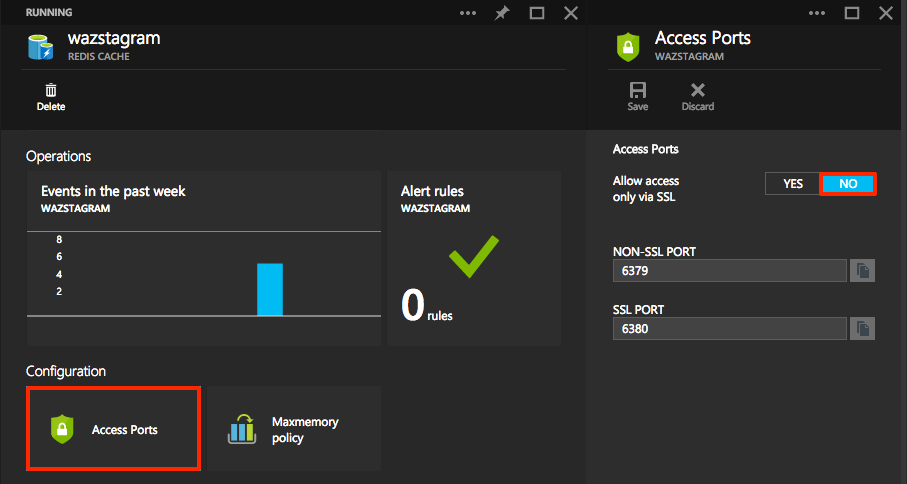 RUNNING
wazstagram
REDIS CACHE
Delete
Operations
Events in the past week
WAZSTAGRAM
8
6
4
2
Alert rules
WAZSTAGRAM
0 rules
Configuration
Access Ports
Maxmemory
policy
Access Ports
WAZSTAGRAM
Save
Discard
Access Ports
Allow access
only via SSL
YES
NO
NON-SSL PORT
6379
SSL PORT
6380